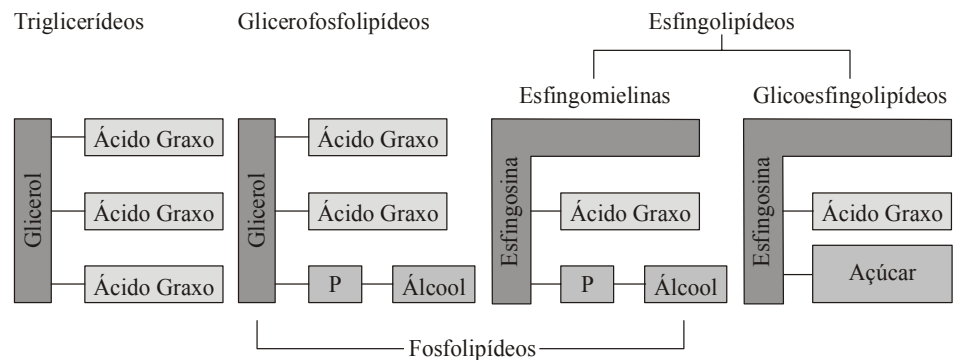 Triglicerídeos
Glicerofosfolipídeos
Esfingolipídeos
Esfingomielinas
Glicoesfingolipídeos
Glicerol
Ácido Graxo
Ácido Graxo
Ácido Graxo
Glicerol
Ácido Graxo
Ácido Graxo
P
Álcool
Esfingosina
Ácido Graxo
P
Álcool
Esfingosina
Ácido Graxo
Açúcar
Fosfolipídeos